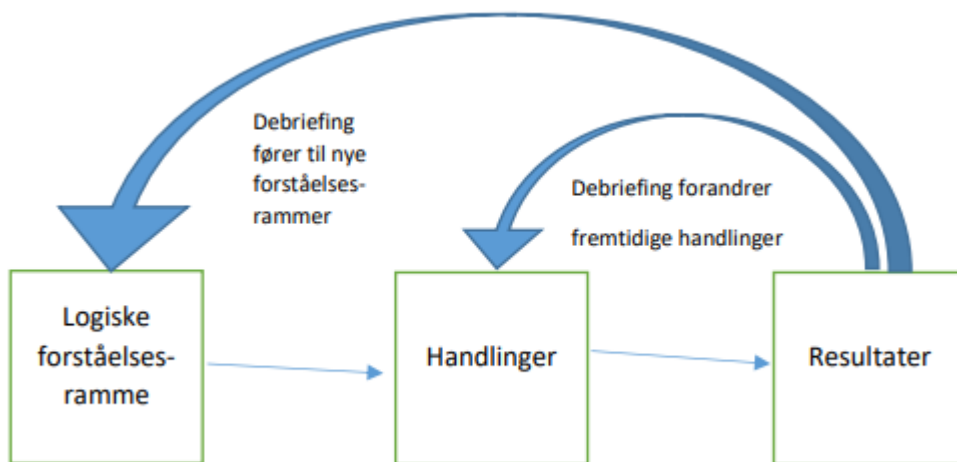 Debriefing
fører til nye
forståelses-
rammer
Debriefing forandrer
fremtidige handlinger
Logiske
forståelses-
ramme
Handlinger
Resultater